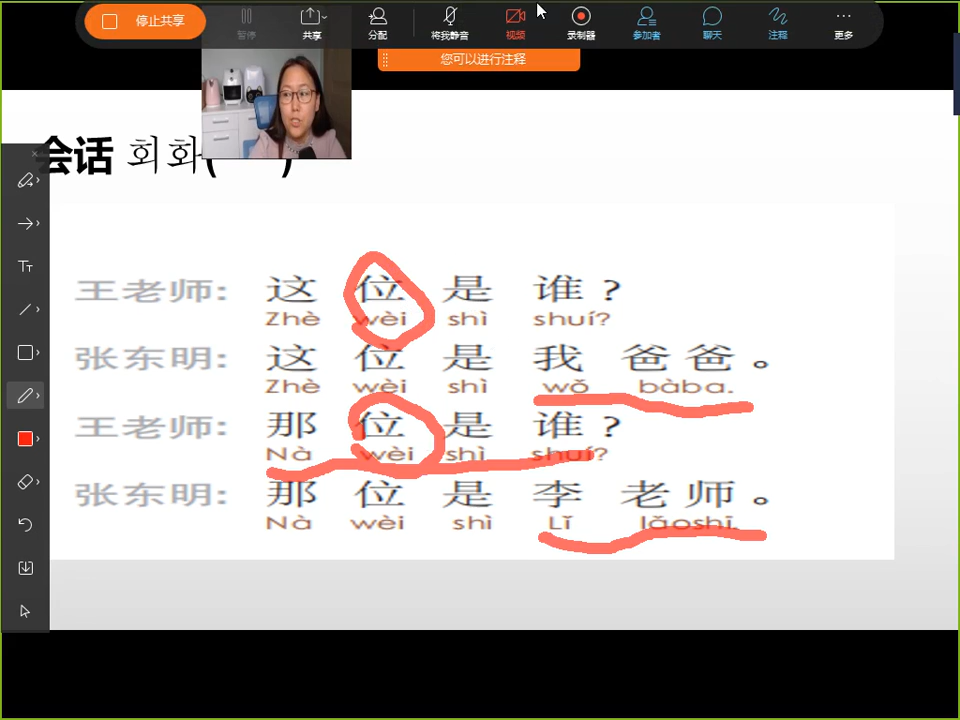 停止共享
暂停
共享
分配
将我静音
视频
录制器
参加者
聊天
注释
更多
您可以进行注释
会话 회화( )
王老师: 这 位 是 谁 ?
Zhè wèi shì shuí?
张东明: 这 位 是 我 爸 爸 。
Zhè wèi shì wǒ bàba.
王老师: 那 位 是 谁 ?
Nà wèi shì shuí?
张东明: 那 位 是 李 老 师 。
Nà wèi shì Lǐ lǎoshī.